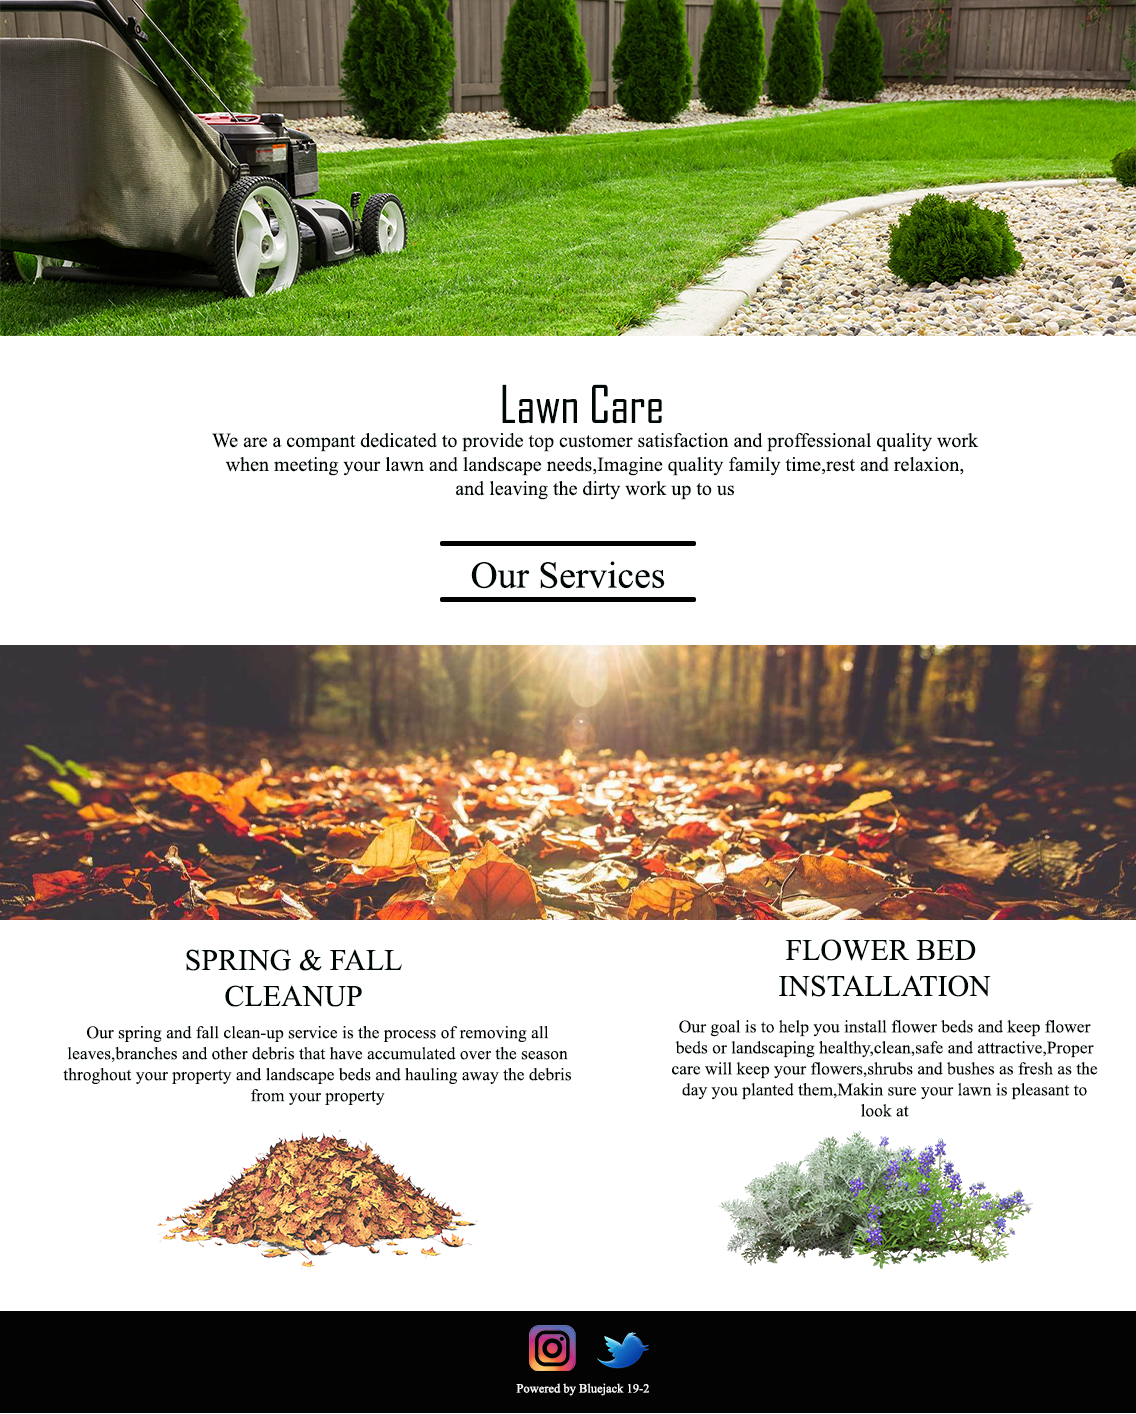 Lawn Care
We are a compant dedicated to provide top customer satisfaction and proffessional quality work
when meeting your lawn and landscape needs,Imagine quality family time,rest and relaxion,
and leaving the dirty work up to us
Our Services
SPRING & FALL
CLEANUP
Our spring and fall clean-up service is the process of removing all
leaves,branches and other debris that have accumulated over the season
throghout your property and landscape beds and hauling away the debris
from your property
FLOWER BED
INSTALLATION
Our goal is to help you install flower beds and keep flower
beds or landscaping healthy,clean,safe and attractive,Proper
care will keep your flowers,shrubs and bushes as fresh as the
day you planted them,Makin sure your lawn is pleasant to
look at
Powered by Bluejack 19-2